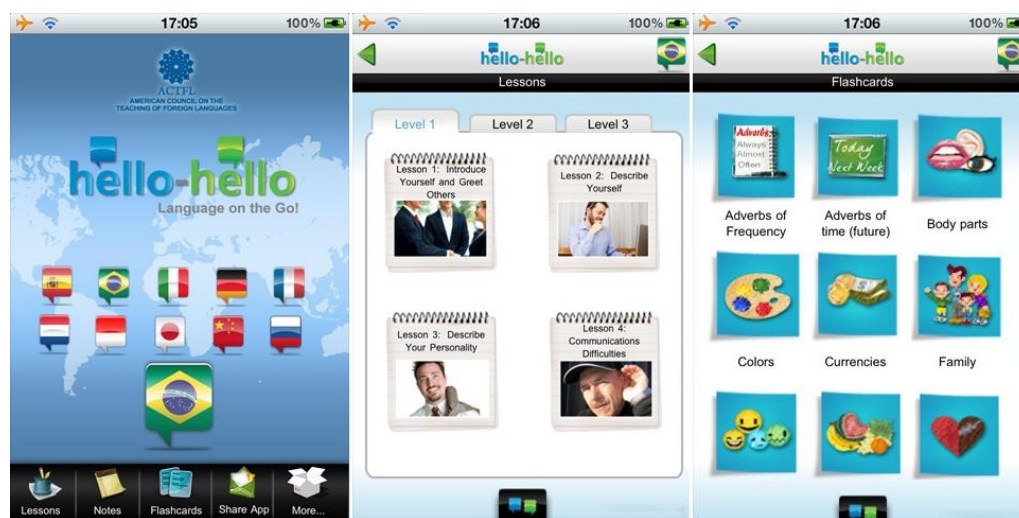 17:05
100%
ACTFL
AMERICAN COUNCIL ON THE
TEACHING OF FOREIGN LANGUAGES
hello-hello
Language on the Go!
Lessons
Notes
Flashcards
Share App
More...
17:06
100%
hello-hello
Lessons
Level 1
Level 2
Level 3
Lesson 1: Introduce
Yourself and Greet
Others
Lesson 2: Describe
Yourself
Lesson 3: Describe
Your Personality
Lesson 4:
Communications
Difficulties
17:06
100%
hello-hello
Flashcards
Adverbs:
Always
Almost
Often
Today
Next Week
Adverbs of
Frequency
Adverbs of
time (future)
Body parts
Colors
Currencies
Family